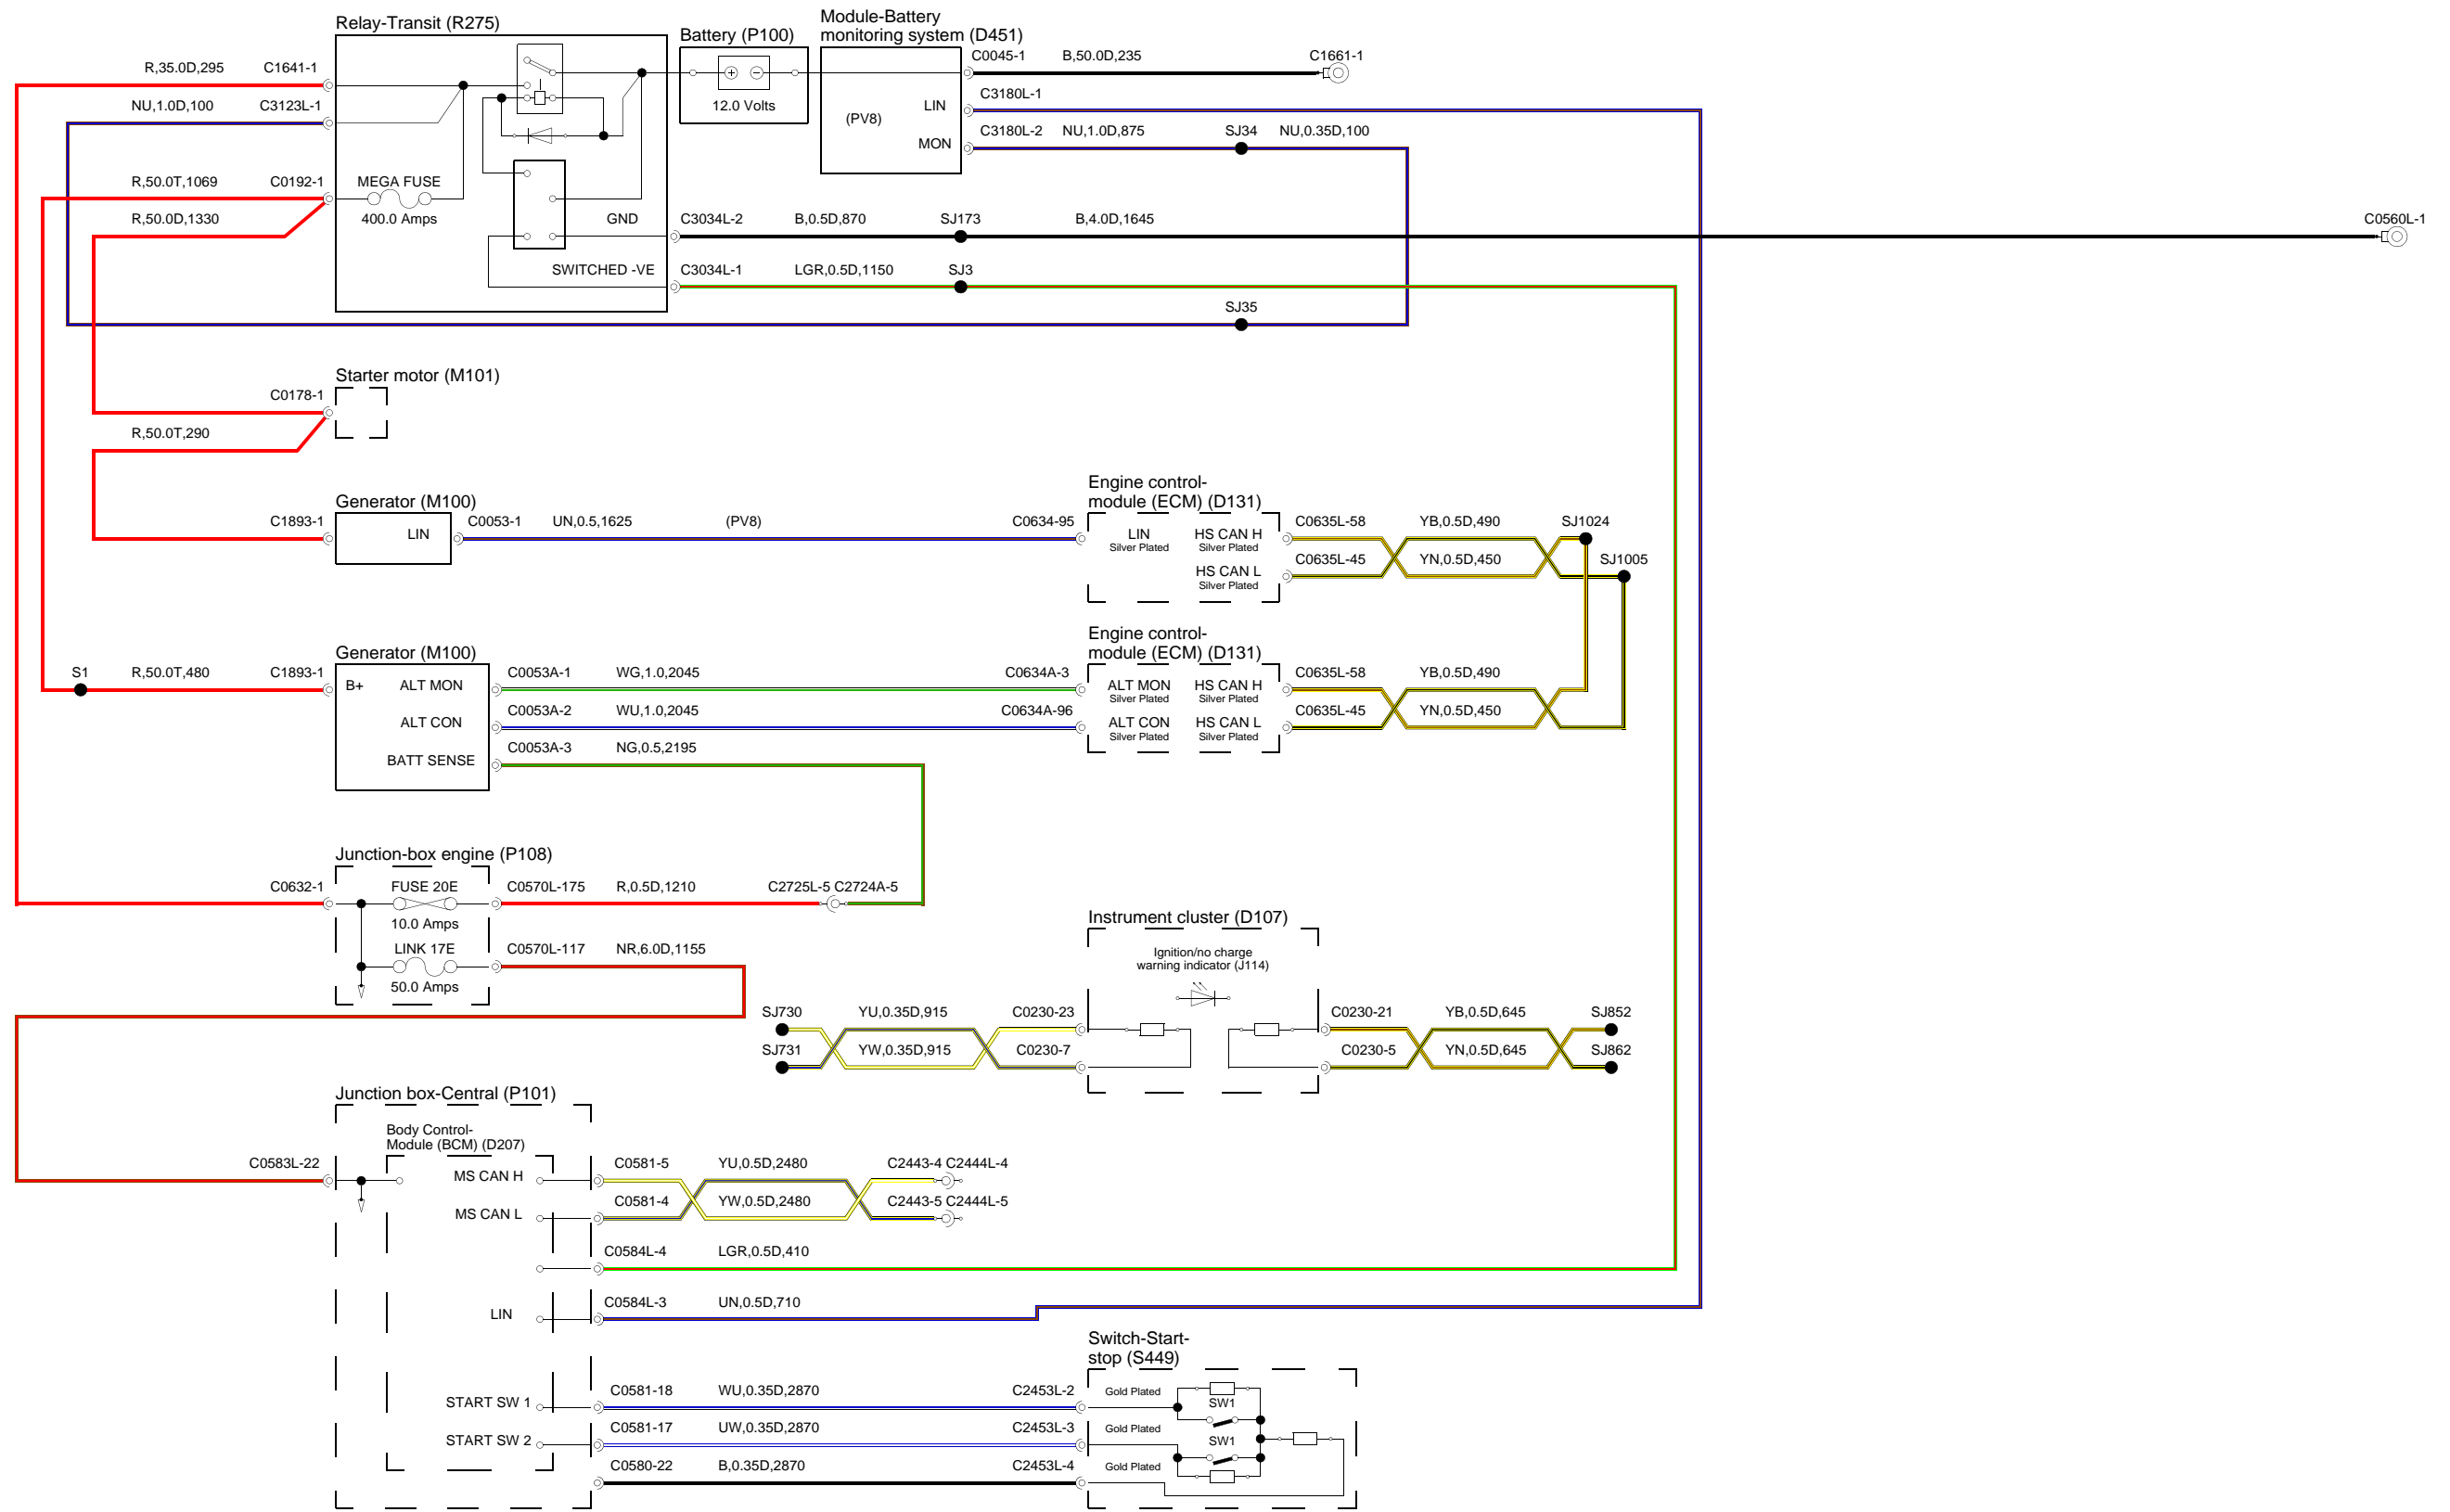 Relay-Transit (R275)
Battery (P100)
Module-Battery
monitoring system (D451)
R,35.0D,295
C1641-1
NU,1.0D,100
C3123L-1
R,50.0T,1069
C0192-1
R,50.0D,1330
MEGA FUSE
400.0 Amps
GND
SWITCHED -VE
12.0 Volts
(PV8)
LIN
MON
C0045-1
B,50.0D,235
C1661-1
C3180L-1
C3180L-2
NU,1.0D,875
SJ34
NU,0.35D,100
C3034L-2
B,0.5D,870
SJ173
B,4.0D,1645
C0560L-1
C3034L-1
LGR,0.5D,1150
SJ3
SJ35
Starter motor (M101)
C0178-1
R,50.0T,290
Generator (M100)
C1893-1
LIN
C0053-1
UN,0.5,1625
(PV8)
C0634-95
Engine control-
module (ECM) (D131)
LIN
Silver Plated
HS CAN H
Silver Plated
HS CAN L
Silver Plated
C0635L-58
YB,0.5D,490
SJ1024
C0635L-45
YN,0.5D,450
SJ1005
Generator (M100)
S1
R,50.0T,480
C1893-1
B+
ALT MON
ALT CON
BATT SENSE
C0053A-1
WG,1.0,2045
C0634A-3
C0053A-2
WU,1.0,2045
C0634A-96
C0053A-3
NG,0.5,2195
Engine control-
module (ECM) (D131)
ALT MON
Silver Plated
HS CAN H
Silver Plated
ALT CON
Silver Plated
HS CAN L
Silver Plated
C0635L-58
YB,0.5D,490
C0635L-45
YN,0.5D,450
Junction-box engine (P108)
C0632-1
FUSE 20E
10.0 Amps
LINK 17E
50.0 Amps
C0570L-175
R,0.5D,1210
C2725L-5 C2724A-5
C0570L-117
NR,6.0D,1155
Instrument cluster (D107)
Ignition/no charge
warning indicator (J114)
SJ730
YU,0.35D,915
C0230-23
SJ731
YW,0.35D,915
C0230-7
C0230-21
YB,0.5D,645
SJ852
C0230-5
YN,0.5D,645
SJ862
Junction box-Central (P101)
Body Control-
Module (BCM) (D207)
C0583L-22
MS CAN H
MS CAN L
LIN
START SW 1
START SW 2
C0581-5
YU,0.5D,2480
C2443-4 C2444L-4
C0581-4
YW,0.5D,2480
C2443-5 C2444L-5
C0584L-4
LGR,0.5D,410
C0584L-3
UN,0.5D,710
Switch-Start-
stop (S449)
C0581-18
WU,0.35D,2870
C2453L-2
Gold Plated
SW1
C0581-17
UW,0.35D,2870
C2453L-3
Gold Plated
SW1
C0580-22
B,0.35D,2870
C2453L-4
Gold Plated